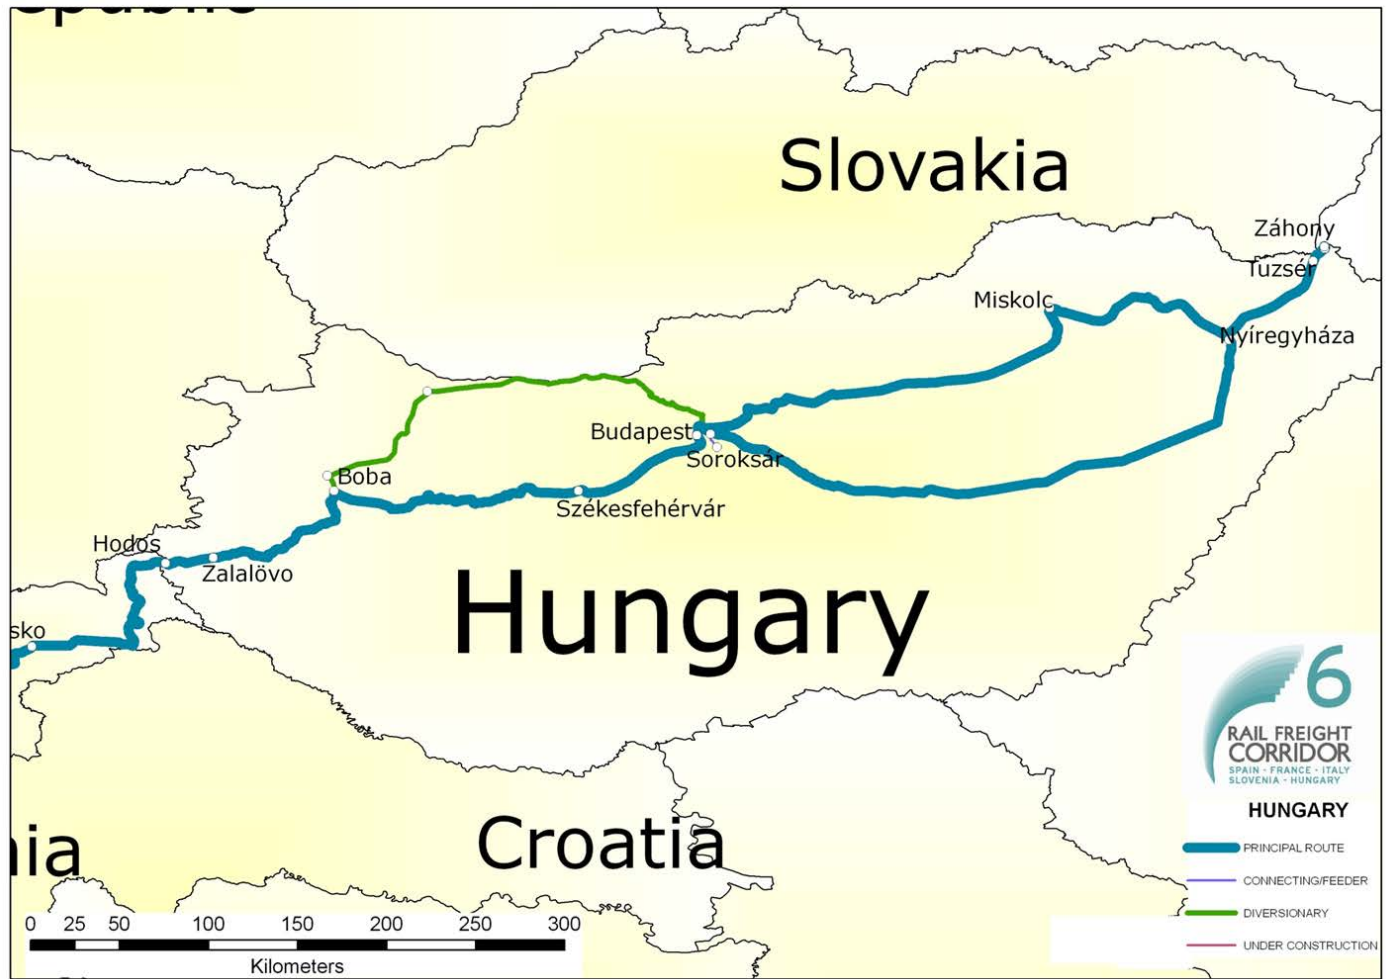 Slovakia
Záhony
Tuzsér
Miskolc
Nyíregyháza
Budapest
Soroksár
Boba
Székesfehérvár
Hodos
Zalalövo
Hungary
sko
6
RAIL FREIGHT
CORRIDOR
SPAIN - FRANCE - ITALY
SLOVENIA - HUNGARY
HUNGARY
PRINCIPAL ROUTE
CONNECTING/FEEDER
DIVERSIONARY
UNDER CONSTRUCTION
Croatia
nia
0 25 50 100 150 200 250 300
Kilometers